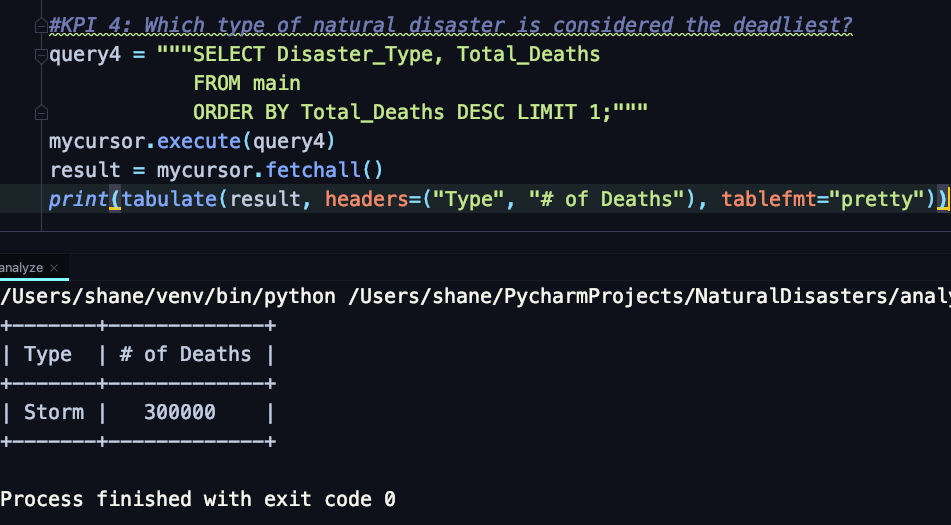 #KPI 4: Which type of natural disaster is considered the deadliest?
query4 = """SELECT Disaster_Type, Total_Deaths
FROM main
ORDER BY Total_Deaths DESC LIMIT 1;"""
mycursor.execute(query4)
result = mycursor.fetchall()
print(tabulate(result, headers=("Type", "# of Deaths"), tablefmt="pretty"))
analyze ×
/Users/shane/venv/bin/python /Users/shane/PycharmProjects/NaturalDisasters/analy
+-------+-------------+
| Type  | # of Deaths |
+-------+-------------+
| Storm |   300000    |
+-------+-------------+
Process finished with exit code 0